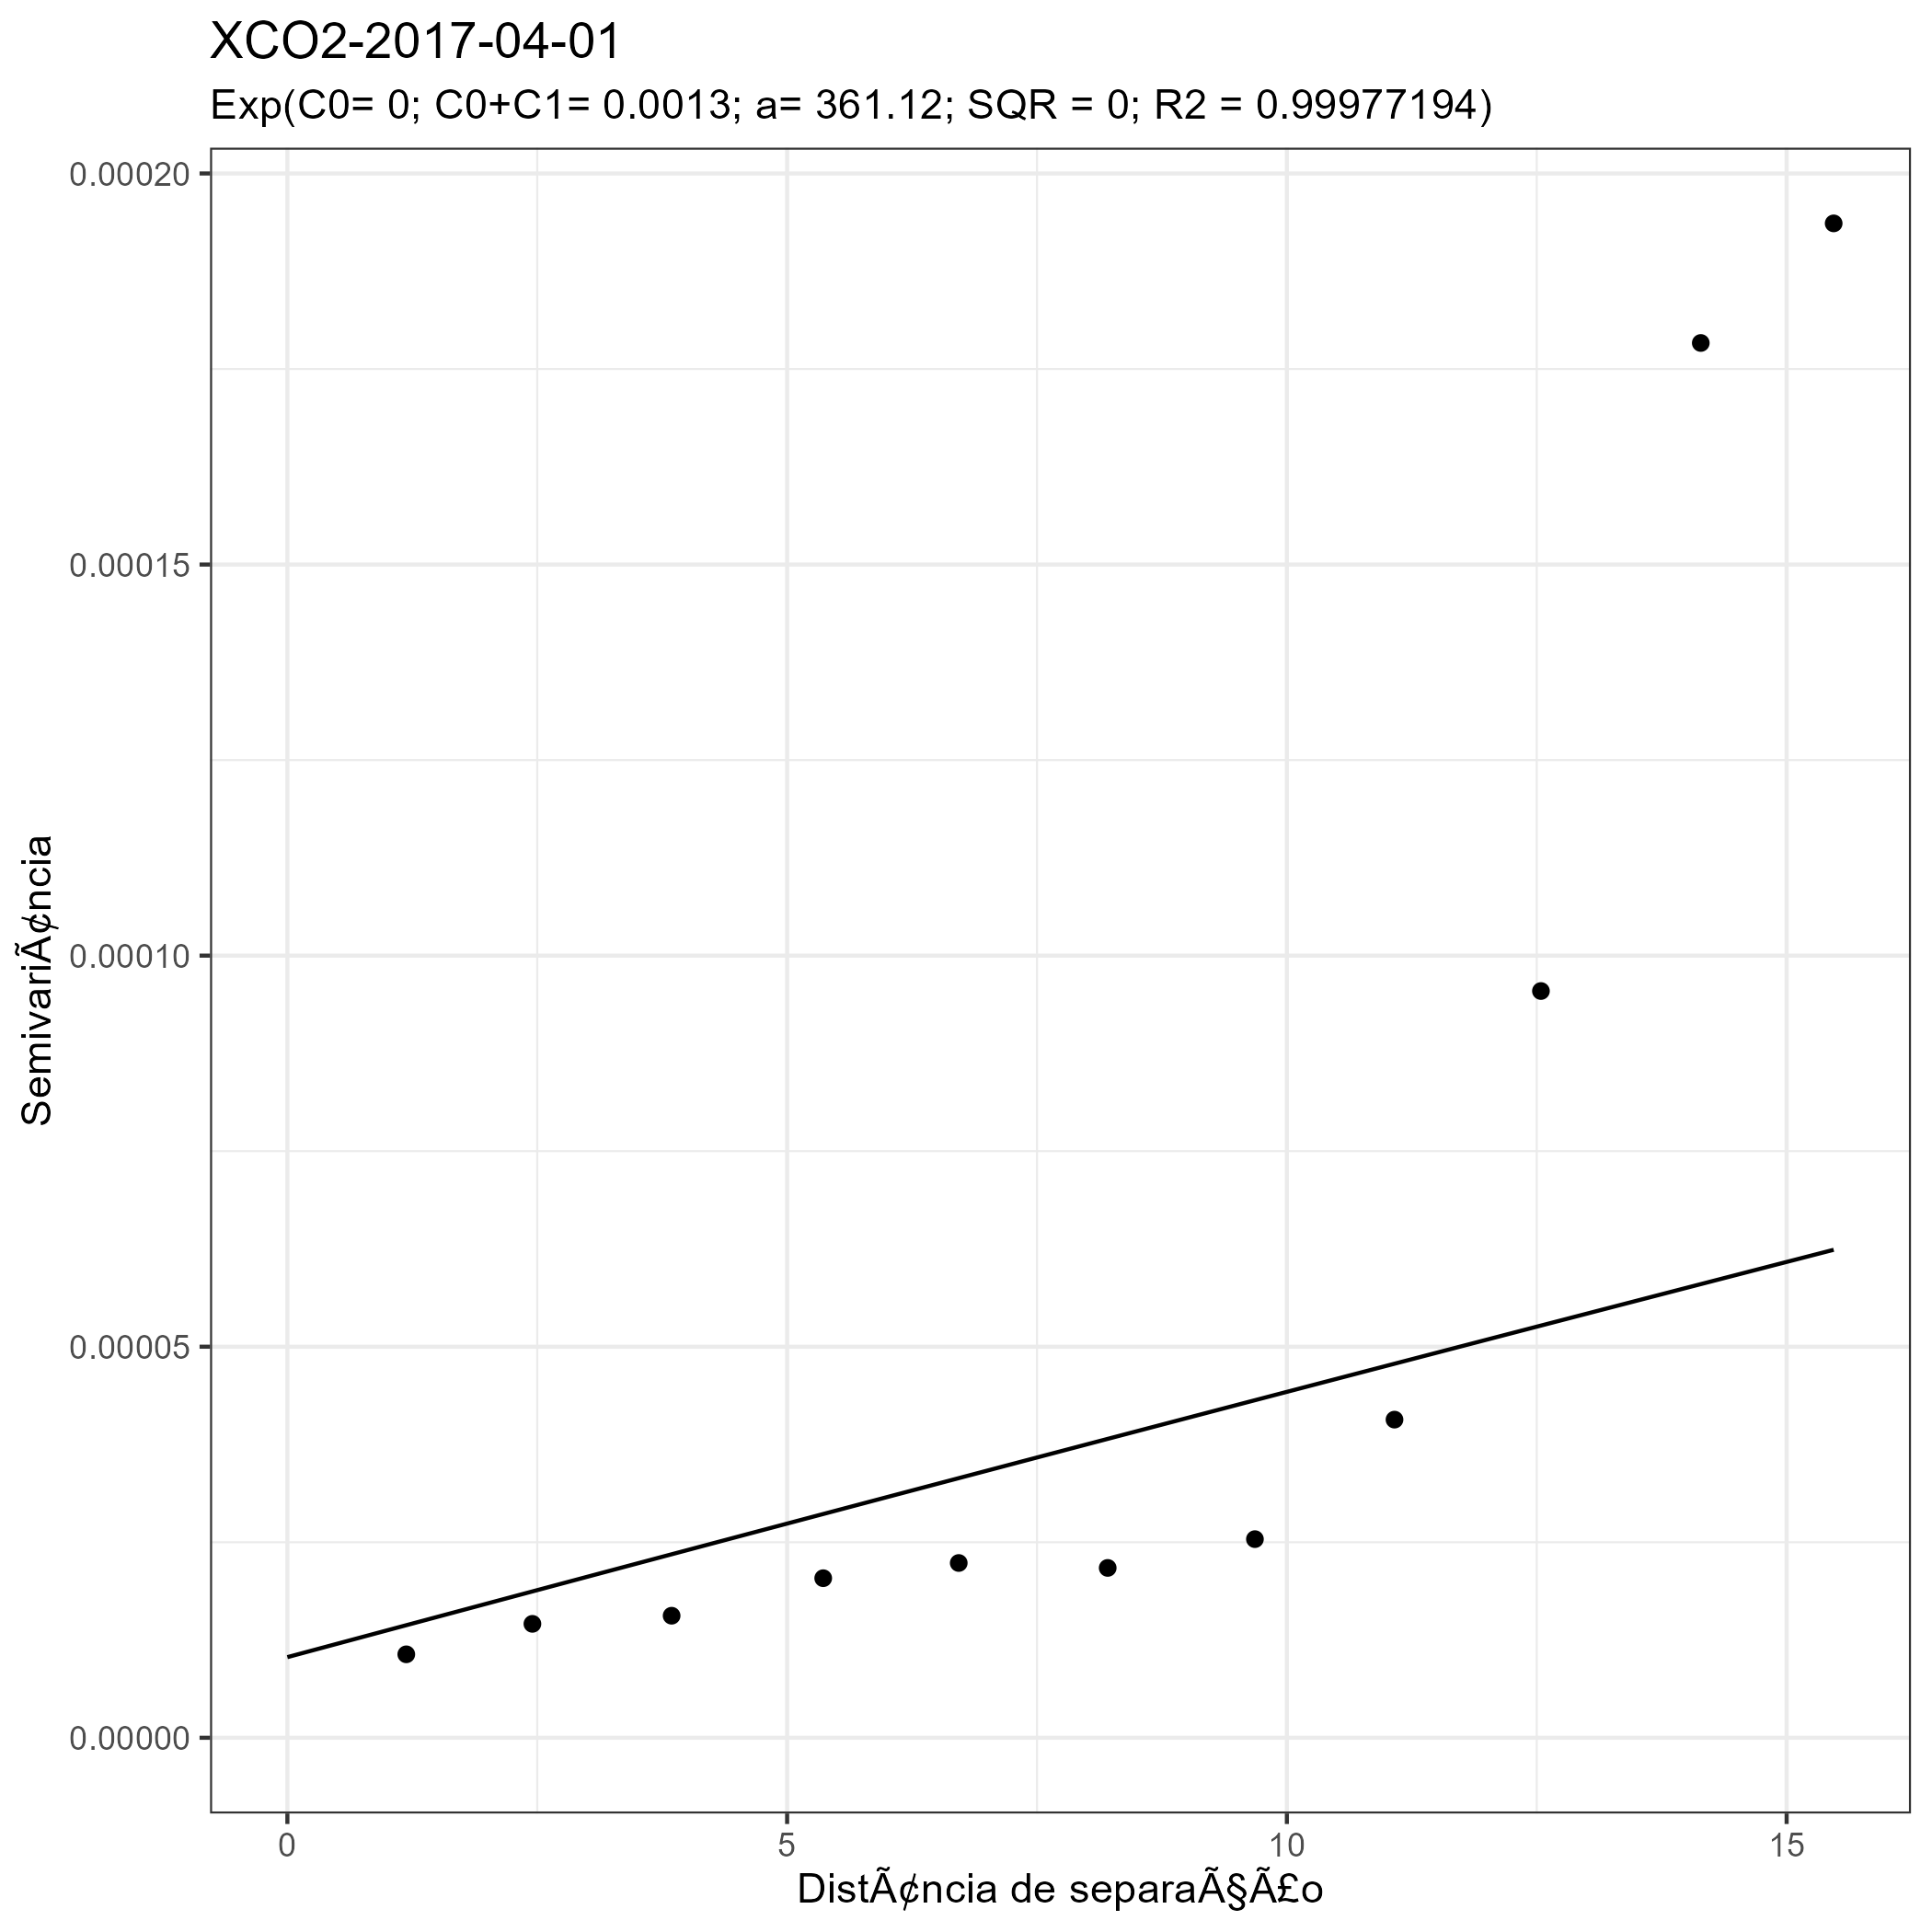 XCO2-2017-04-01
Exp(C0= 0; C0+C1= 0.0013; a= 361.12; SQR = 0; R2 = 0.99977194)
SemivariÃ¢ncia
0.00020
0.00015
0.00010
0.00005
0.00000
0
5
10
15
DistÃ¢ncia de separaÃ§Ã£o